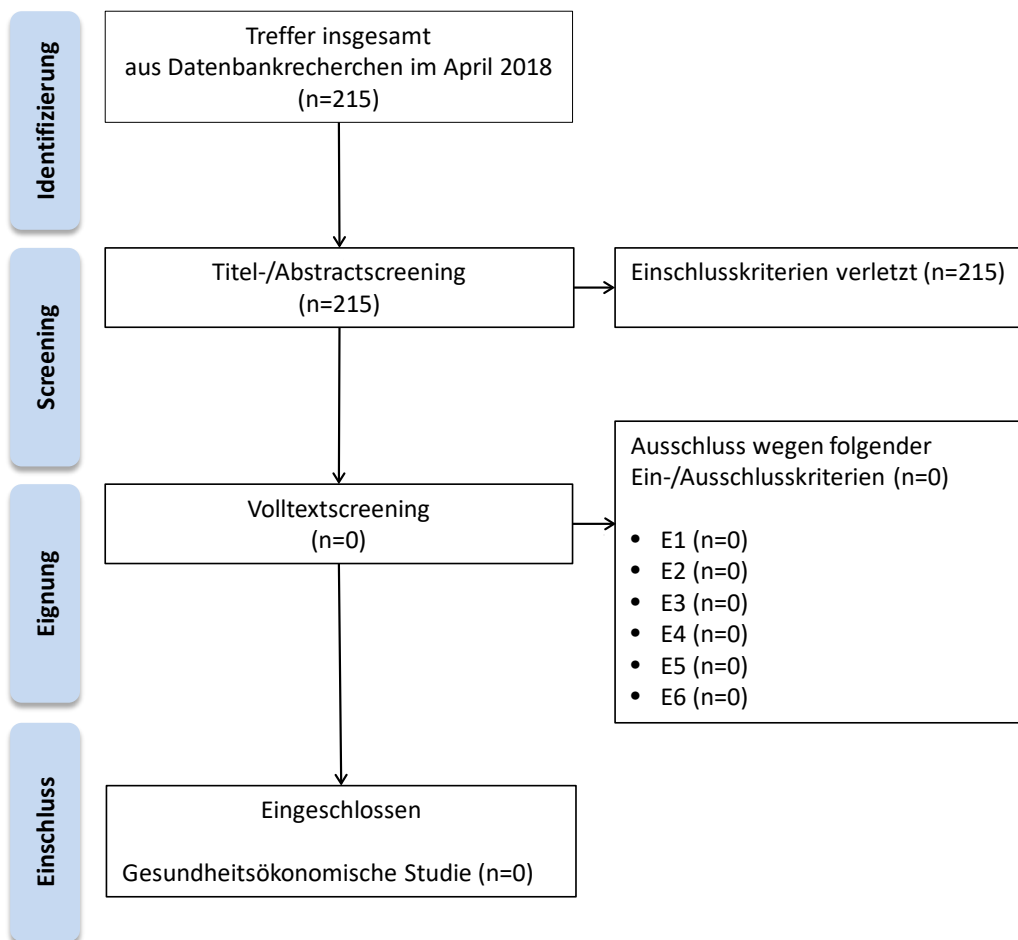 Identifizierung
Treffer insgesamt
aus Datenbankrecherchen im April 2018
(n=215)
Screening
Titel-/Abstractscreening
(n=215)
Einschlusskriterien verletzt (n=215)
Eignung
Volltextscreening
(n=0)
Ausschluss wegen folgender
Ein-/Ausschlusskriterien (n=0)
• E1 (n=0)
• E2 (n=0)
• E3 (n=0)
• E4 (n=0)
• E5 (n=0)
• E6 (n=0)
Einschluss
Eingeschlossen
Gesundheitsökonomische Studie (n=0)